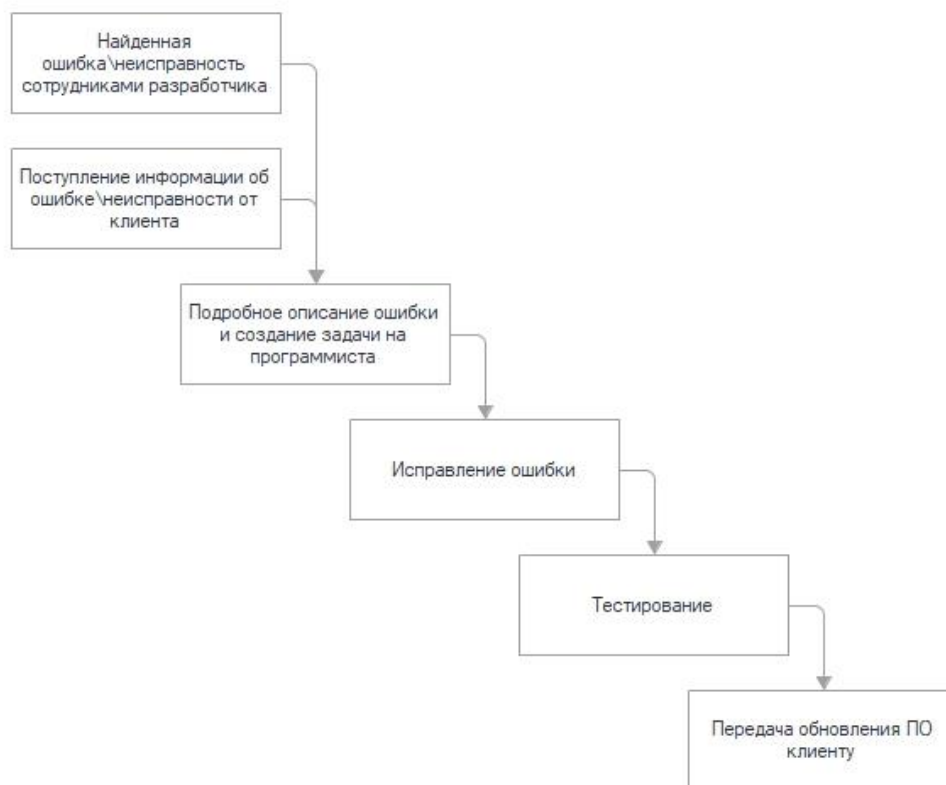 Найденная
ошибка\неисправность
сотрудниками разработчика
Поступление информации об
ошибке\неисправности от
клиента
Подробное описание ошибки
и создание задачи на
программиста
Исправление ошибки
Тестирование
Передача обновления ПО
клиенту